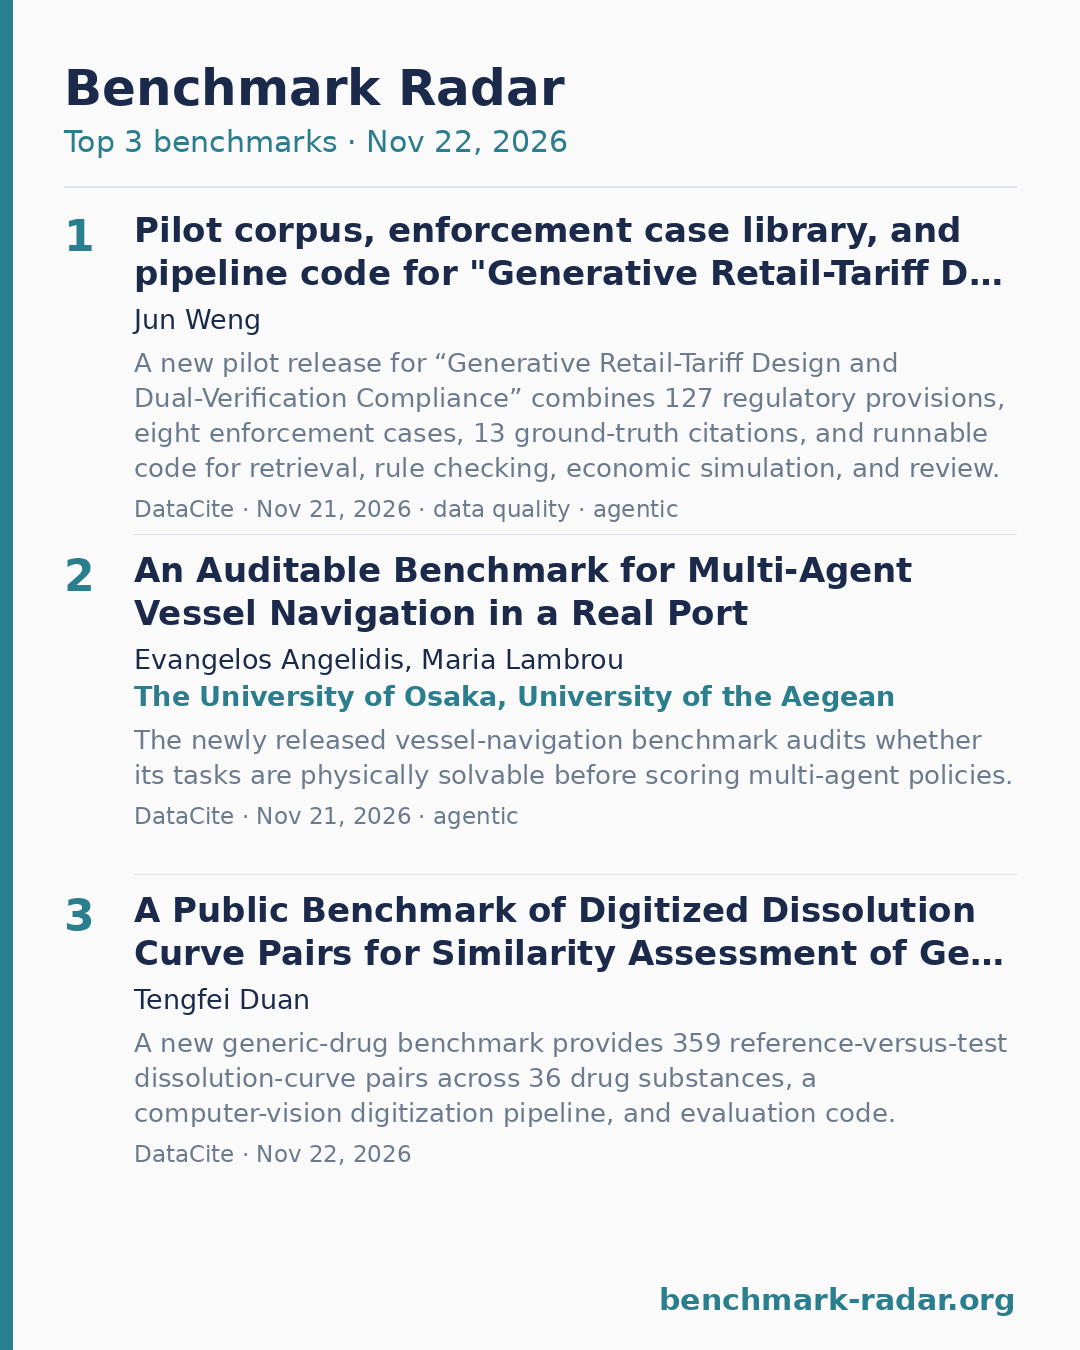 Benchmark Radar
Top 3 benchmarks · Nov 22, 2026
1
Pilot corpus, enforcement case library, and
pipeline code for "Generative Retail-Tariff D…
Jun Weng
A new pilot release for “Generative Retail-Tariff Design and
Dual-Verification Compliance” combines 127 regulatory provisions,
eight enforcement cases, 13 ground-truth citations, and runnable
code for retrieval, rule checking, economic simulation, and review.
DataCite · Nov 21, 2026 · data quality · agentic
2
An Auditable Benchmark for Multi-Agent
Vessel Navigation in a Real Port
Evangelos Angelidis, Maria Lambrou
The University of Osaka, University of the Aegean
The newly released vessel-navigation benchmark audits whether
its tasks are physically solvable before scoring multi-agent policies.
DataCite · Nov 21, 2026 · agentic
3
A Public Benchmark of Digitized Dissolution
Curve Pairs for Similarity Assessment of Ge…
Tengfei Duan
A new generic-drug benchmark provides 359 reference-versus-test
dissolution-curve pairs across 36 drug substances, a
computer-vision digitization pipeline, and evaluation code.
DataCite · Nov 22, 2026
benchmark-radar.org